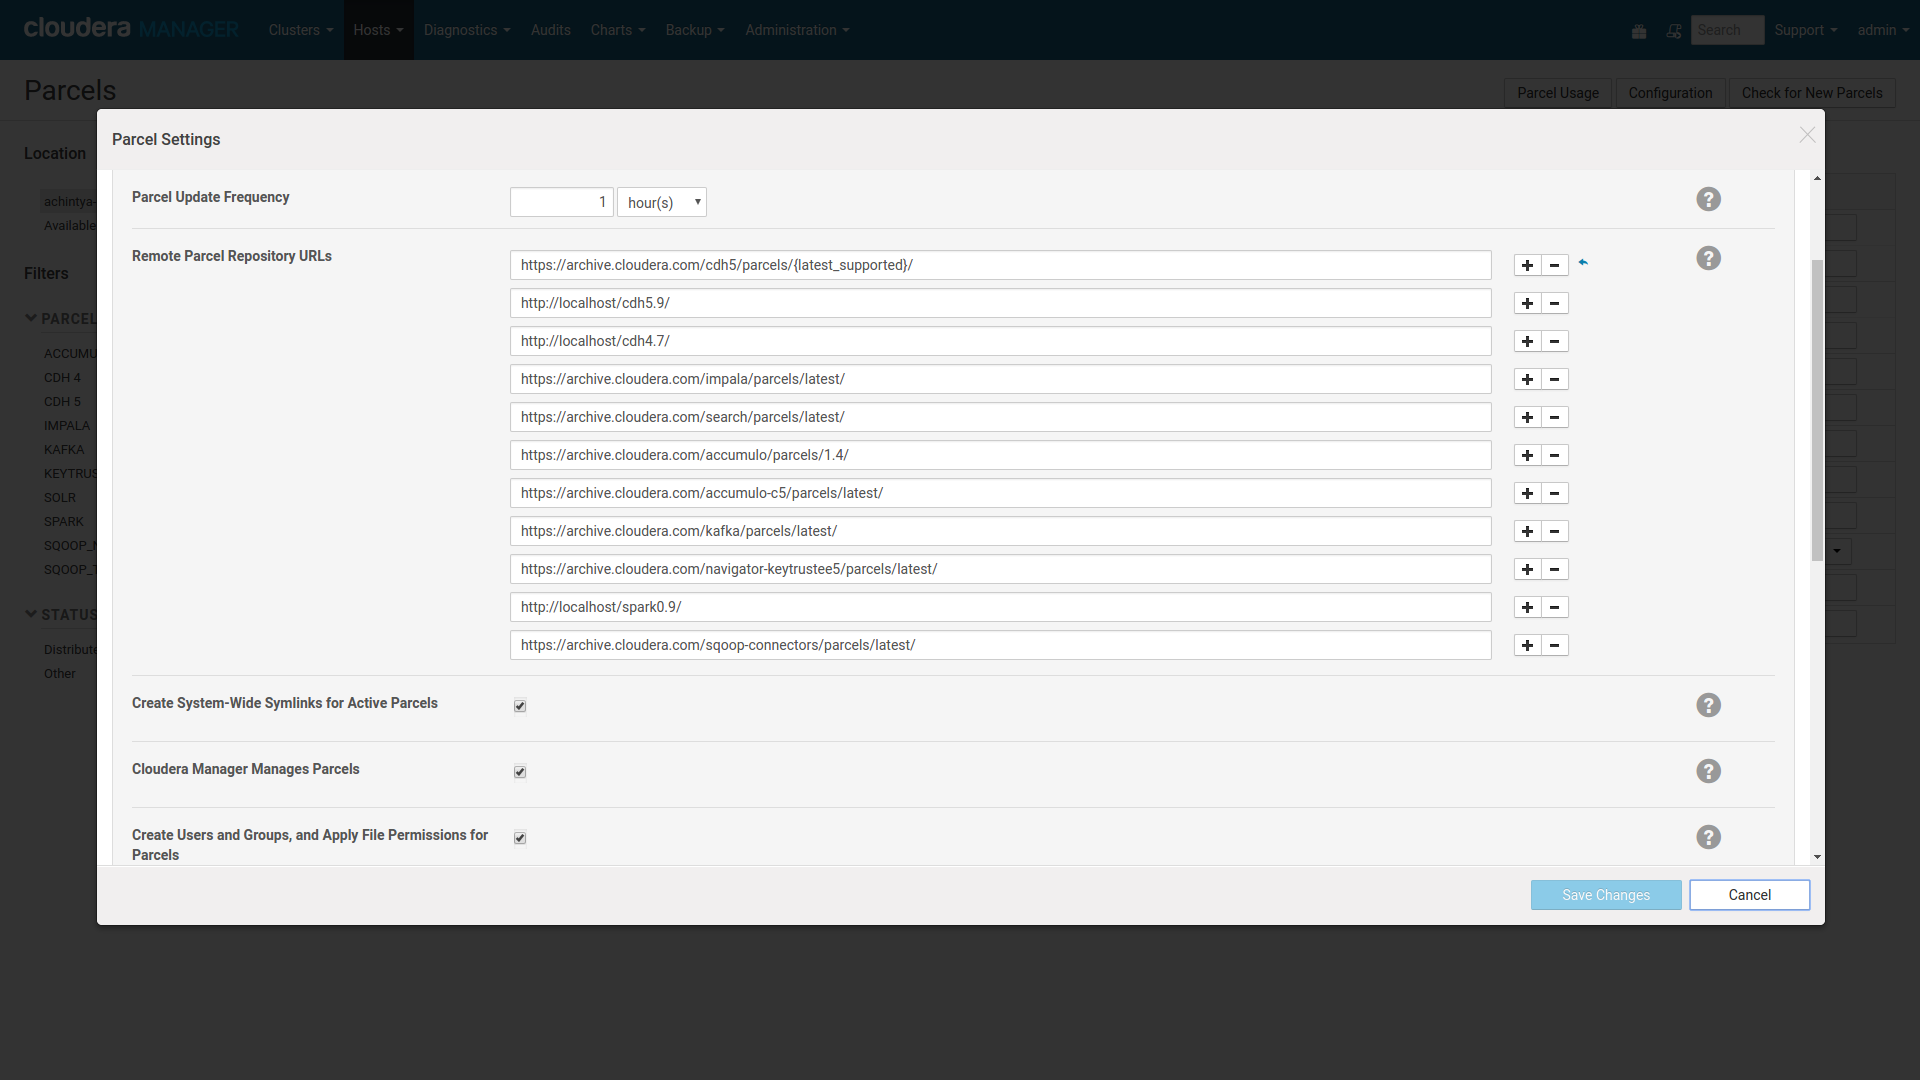 cloudera MANAGER Clusters Hosts Diagnostics Audits Charts Backup Administration Search Support admin
Parcels
Parcel Usage Configuration Check for New Parcels
Parcel Settings
Location
achintya-
Available
Filters
PARCEL
ACCUMU
CDH 4
CDH 5
IMPALA
KAFKA
KEYTRUS
SOLR
SPARK
SQOOP_
SQOOP_
STATUS
Distribute
Other
Parcel Update Frequency 1 hour(s) ?
Remote Parcel Repository URLs ?
https://archive.cloudera.com/cdh5/parcels/{latest_supported}/
http://localhost/cdh5.9/
http://localhost/cdh4.7/
https://archive.cloudera.com/impala/parcels/latest/
https://archive.cloudera.com/search/parcels/latest/
https://archive.cloudera.com/accumulo/parcels/1.4/
https://archive.cloudera.com/accumulo-c5/parcels/latest/
https://archive.cloudera.com/kafka/parcels/latest/
https://archive.cloudera.com/navigator-keytrustee5/parcels/latest/
http://localhost/spark0.9/
https://archive.cloudera.com/sqoop-connectors/parcels/latest/
Create System-Wide Symlinks for Active Parcels ?
Cloudera Manager Manages Parcels ?
Create Users and Groups, and Apply File Permissions for ?
Parcels
Save Changes Cancel